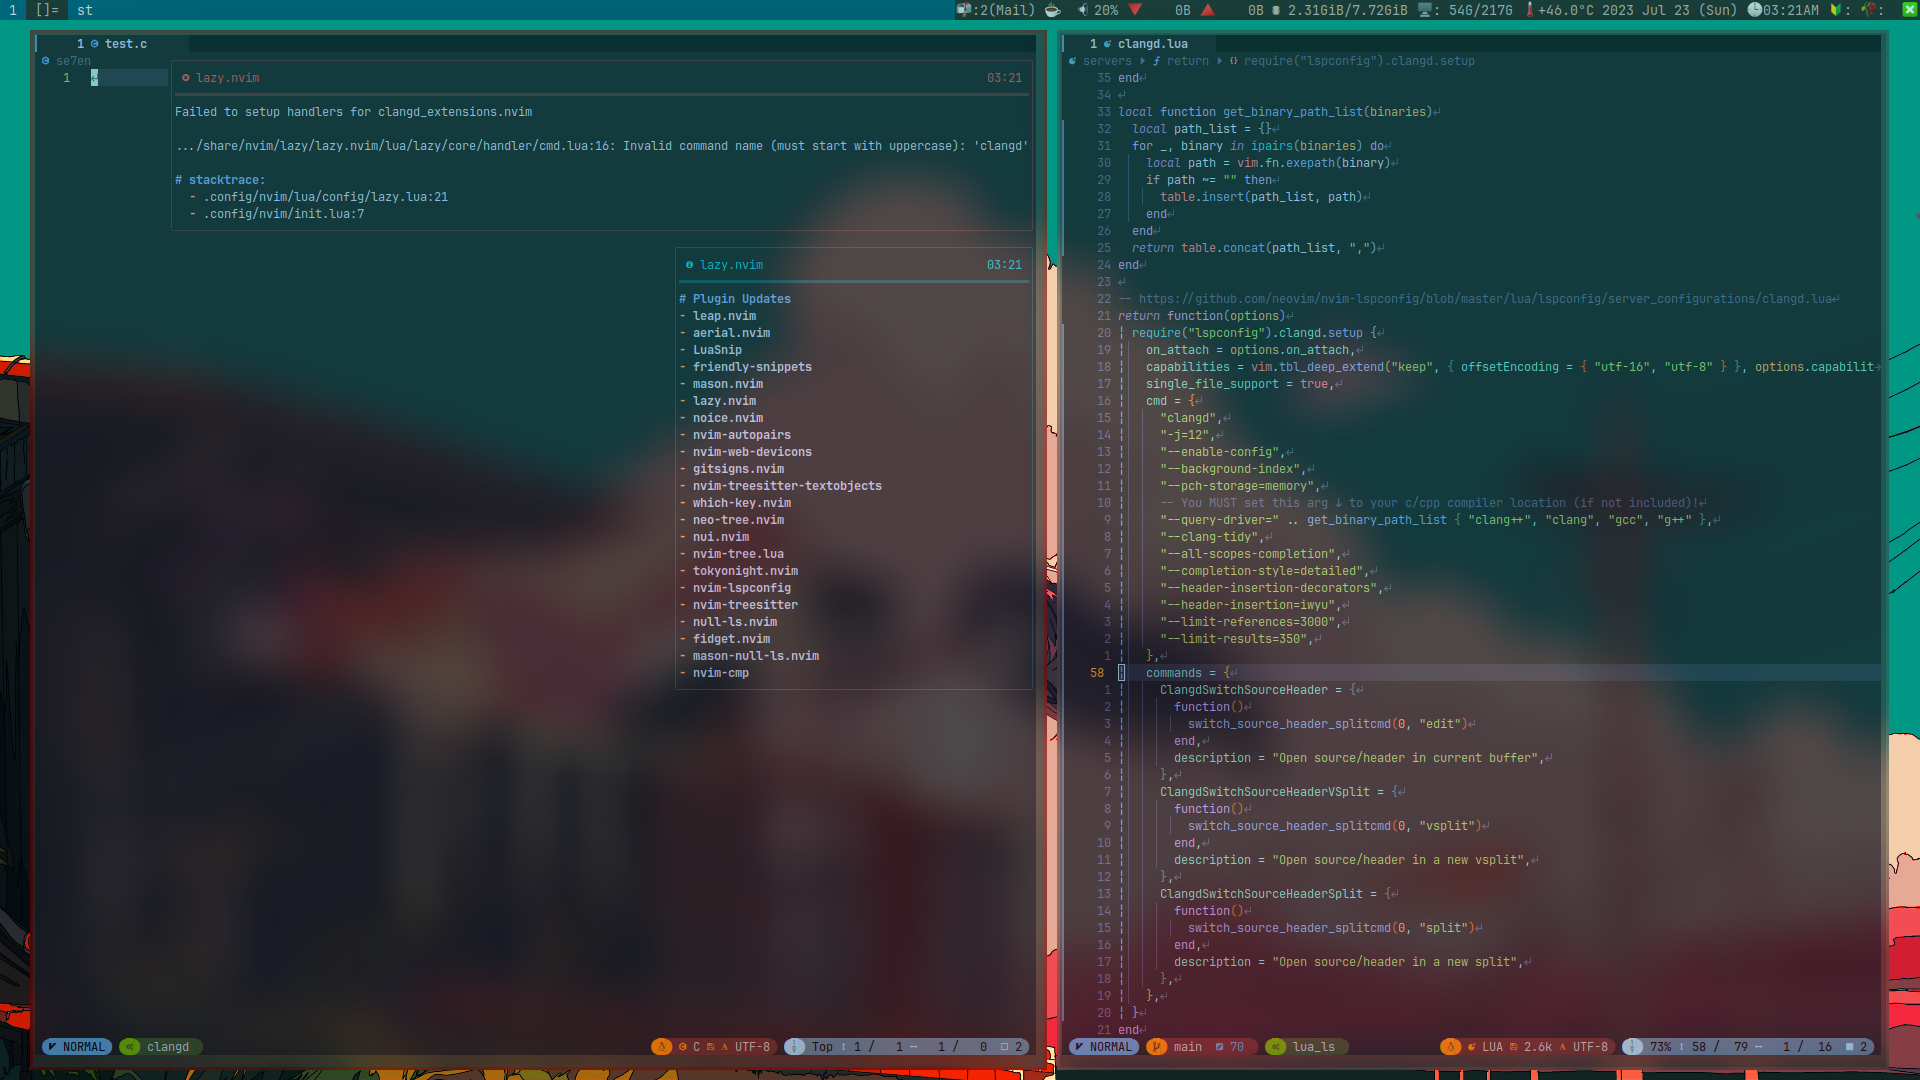 1 []= st :2(Mail) 20% 0B 0B 2.31GiB/7.72GiB : 54G/217G +46.0°C 2023 Jul 23 (Sun) 03:21AM : :
1 test.c
se7en
1
lazy.nvim 03:21
Failed to setup handlers for clangd_extensions.nvim
.../share/nvim/lazy/lazy.nvim/lua/lazy/core/handler/cmd.lua:16: Invalid command name (must start with uppercase): 'clangd'
# stacktrace:
- .config/nvim/lua/config/lazy.lua:21
- .config/nvim/init.lua:7
lazy.nvim 03:21
# Plugin Updates
- leap.nvim
- aerial.nvim
- LuaSnip
- friendly-snippets
- mason.nvim
- lazy.nvim
- noice.nvim
- nvim-autopairs
- nvim-web-devicons
- gitsigns.nvim
- nvim-treesitter-textobjects
- which-key.nvim
- neo-tree.nvim
- nui.nvim
- nvim-tree.lua
- tokyonight.nvim
- nvim-lspconfig
- nvim-treesitter
- null-ls.nvim
- fidget.nvim
- mason-null-ls.nvim
- nvim-cmp
NORMAL clangd C UTF-8 Top 1 / 1 1 / 0 2
1 clangd.lua
servers return require("lspconfig").clangd.setup
35 end
34
33 local function get_binary_path_list(binaries)
32 local path_list = {}
31 for _, binary in ipairs(binaries) do
30 local path = vim.fn.exepath(binary)
29 if path ~= "" then
28 table.insert(path_list, path)
27 end
26 end
25 return table.concat(path_list, ",")
24 end
23
22 -- https://github.com/neovim/nvim-lspconfig/blob/master/lua/lspconfig/server_configurations/clangd.lua
21 return function(options)
20 require("lspconfig").clangd.setup {
19 on_attach = options.on_attach,
18 capabilities = vim.tbl_deep_extend("keep", { offsetEncoding = { "utf-16", "utf-8" } }, options.capabilit
17 single_file_support = true,
16 cmd = {
15 "clangd",
14 "-j=12",
13 "--enable-config",
12 "--background-index",
11 "--pch-storage=memory",
10 -- You MUST set this arg ↓ to your c/cpp compiler location (if not included)!
9 "--query-driver=" .. get_binary_path_list { "clang++", "clang", "gcc", "g++" },
8 "--clang-tidy",
7 "--all-scopes-completion",
6 "--completion-style=detailed",
5 "--header-insertion-decorators",
4 "--header-insertion=iwyu",
3 "--limit-references=3000",
2 "--limit-results=350",
1 },
58 commands = {
1 ClangdSwitchSourceHeader = {
2 function()
3 switch_source_header_splitcmd(0, "edit")
4 end,
5 description = "Open source/header in current buffer",
6 },
7 ClangdSwitchSourceHeaderVSplit = {
8 function()
9 switch_source_header_splitcmd(0, "vsplit")
10 end,
11 description = "Open source/header in a new vsplit",
12 },
13 ClangdSwitchSourceHeaderSplit = {
14 function()
15 switch_source_header_splitcmd(0, "split")
16 end,
17 description = "Open source/header in a new split",
18 },
19 },
20 }
21 end
NORMAL main 70 lua_ls LUA 2.6k UTF-8 73% 58 / 79 1 / 16 2